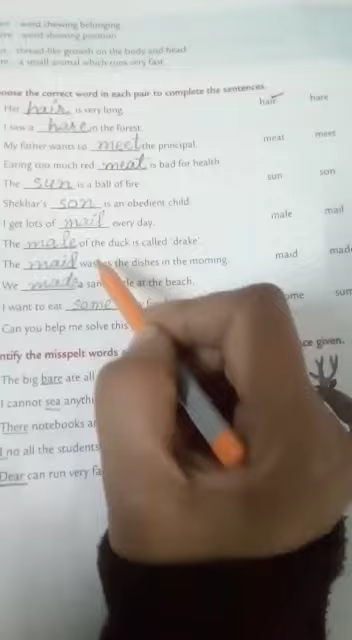 word showing belonging
word showing position
thread-like growth on the body and head
a small animal which runs very fast
oose the correct word in each pair to complete the sentences.
Her hair is very long. hair hare
I saw a hare in the forest.
My father wants to meet the principal. meat meet
Eating too much red meat is bad for health.
The sun is a ball of fire. sun son
Shekhar's son is an obedient child.
I get lots of mail every day. male mail
The male of the duck is called 'drake'.
The maid washes the dishes in the morning. maid made
We made a san le at the beach.
I want to eat some ome sum
Can you help me solve this
ntify the misspelt words ce given.
The big bare ate all
I cannot sea anythi
There notebooks a
I no all the students
Dear can run very fa